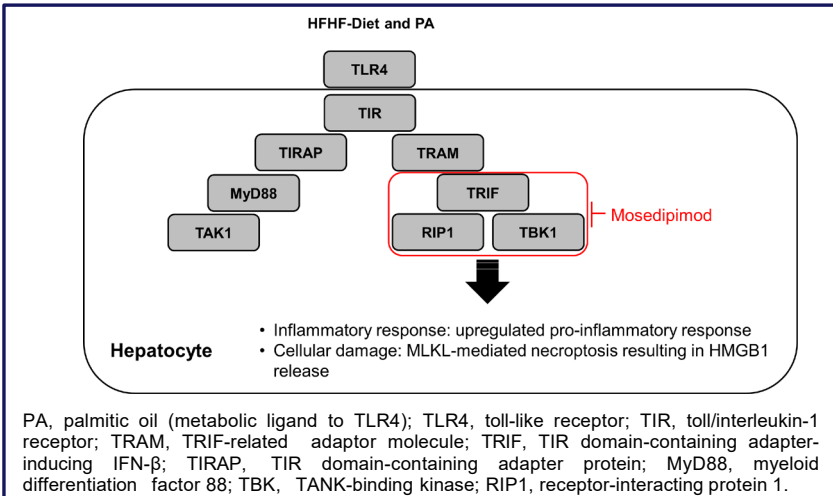 HFHF-Diet and PA
TLR4
TIR
TIRAP
TRAM
MyD88
TRIF
TAK1
RIP1
TBK1
Mosedipimod
• Inflammatory response: upregulated pro-inflammatory response
• Cellular damage: MLKL-mediated necroptosis resulting in HMGB1
release
Hepatocyte
PA, palmitic oil (metabolic ligand to TLR4); TLR4, toll-like receptor; TIR, toll/interleukin-1
receptor; TRAM, TRIF-related adaptor molecule; TRIF, TIR domain-containing adapter-
inducing IFN-β; TIRAP, TIR domain-containing adapter protein; MyD88, myeloid
differentiation factor 88; TBK, TANK-binding kinase; RIP1, receptor-interacting protein 1.